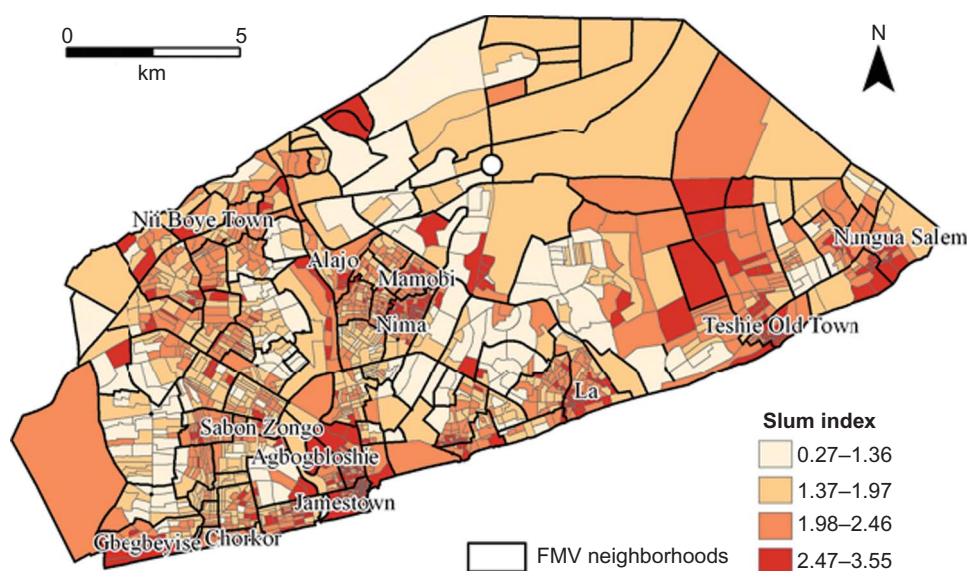 0 5
km
N
Nii Boye Town
Nungua Salem
Alajo
Mamobi
Nima
Teshie Old Town
La
Sabon Zongo
Agbogbloshie
Jamestown
Gbegbeyise Chorkor
Slum index
0.27–1.36
1.37–1.97
1.98–2.46
2.47–3.55
FMV neighborhoods